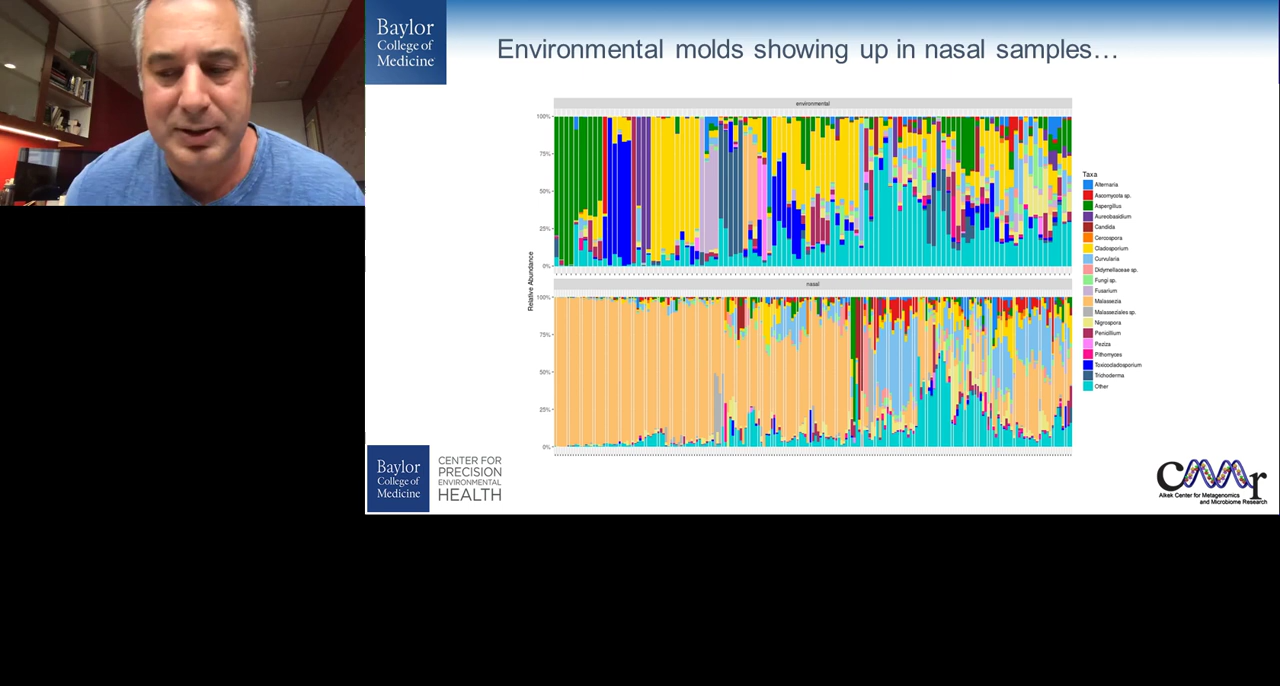 Baylor
College of
Medicine
Environmental molds showing up in nasal samples…
environmental
100%
75%
50%
25%
0%
nasal
100%
75%
50%
25%
0%
Relative Abundance
Taxa
Alternaria
Ascomycota sp.
Aspergillus
Aureobasidium
Candida
Cercospora
Cladosporium
Curvularia
Didymellaceae sp.
Fungi sp.
Fusarium
Malassezia
Malasseziales sp.
Nigrospora
Penicillium
Peziza
Pithomyces
Toxicocladosporium
Trichoderma
Other
Baylor
College of
Medicine
CENTER FOR
PRECISION
ENVIRONMENTAL
HEALTH
Alkek Center for Metagenomics
and Microbiome Research